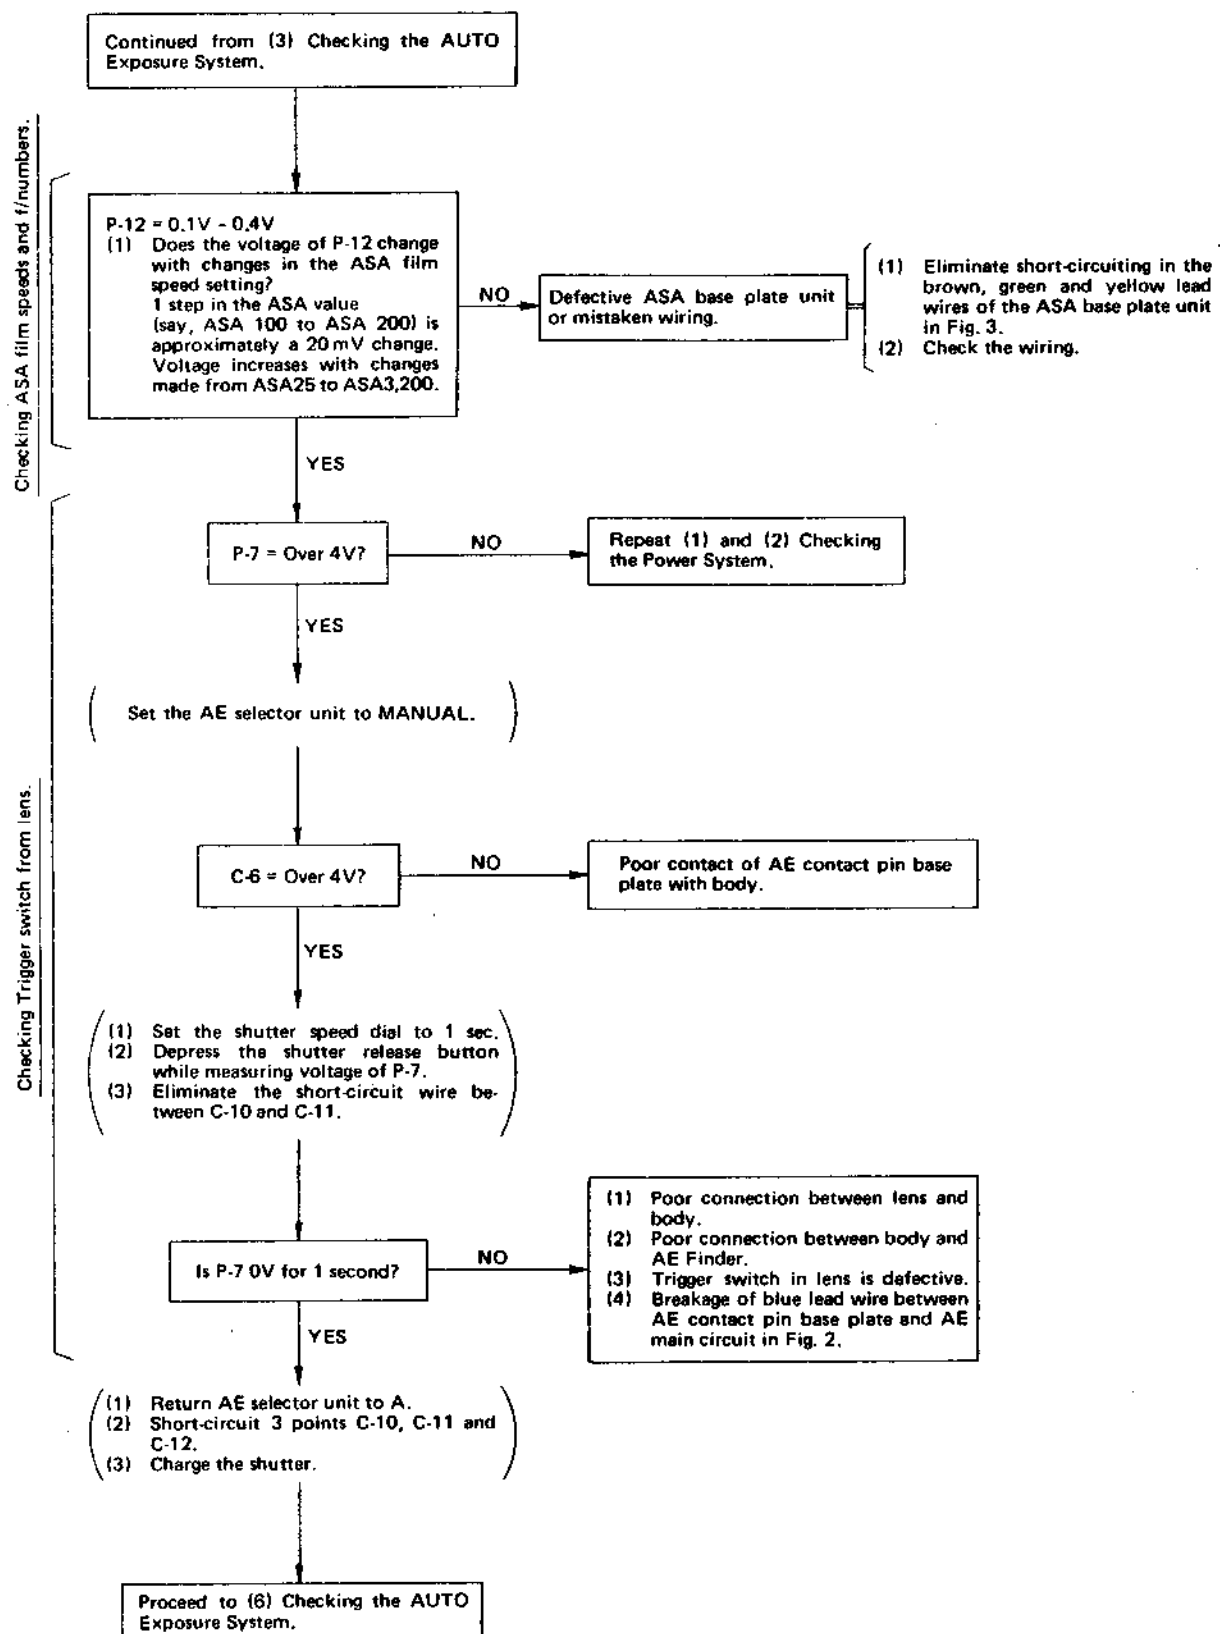 Continued from (3) Checking the AUTO
Exposure System.
Checking ASA film speeds and f/numbers.
P-12 = 0.1V - 0.4V
(1) Does the voltage of P-12 change
with changes in the ASA film
speed setting?
1 step in the ASA value
(say, ASA 100 to ASA 200) is
approximately a 20 mV change.
Voltage increases with changes
made from ASA25 to ASA3,200.
NO
Defective ASA base plate unit
or mistaken wiring.
(1) Eliminate short-circuiting in the
brown, green and yellow lead
wires of the ASA base plate unit
in Fig. 3.
(2) Check the wiring.
YES
Checking Trigger switch from lens.
P-7 = Over 4V?
NO
Repeat (1) and (2) Checking
the Power System.
YES
Set the AE selector unit to MANUAL.
C-6 = Over 4V?
NO
Poor contact of AE contact pin base
plate with body.
YES
(1) Set the shutter speed dial to 1 sec.
(2) Depress the shutter release button
while measuring voltage of P-7.
(3) Eliminate the short-circuit wire be-
tween C-10 and C-11.
Is P-7 0V for 1 second?
NO
(1) Poor connection between lens and
body.
(2) Poor connection between body and
AE Finder.
(3) Trigger switch in lens is defective.
(4) Breakage of blue lead wire between
AE contact pin base plate and AE
main circuit in Fig. 2.
YES
(1) Return AE selector unit to A.
(2) Short-circuit 3 points C-10, C-11 and
C-12.
(3) Charge the shutter.
Proceed to (6) Checking the AUTO
Exposure System.